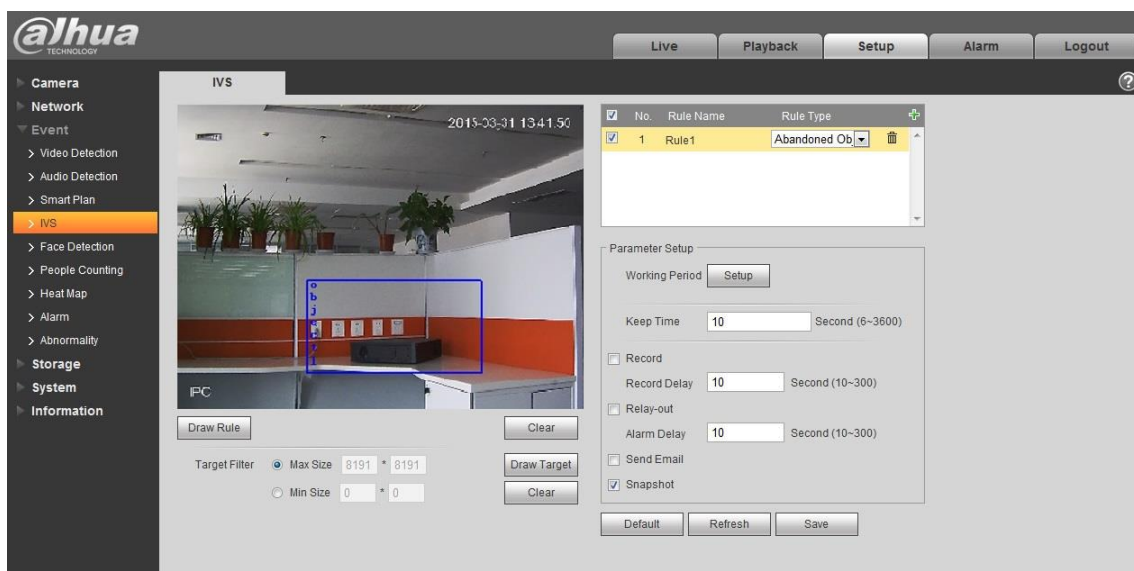 alhua
TECHNOLOGY
Live
Playback
Setup
Alarm
Logout
Camera
Network
Event
Video Detection
Audio Detection
Smart Plan
IVS
Face Detection
People Counting
Heat Map
Alarm
Abnormality
Storage
System
Information
IVS
2015-03-31 13:41:50
object1
IPC
Draw Rule
Clear
Target Filter Max Size 8191 * 8191 Draw Target
Min Size 0 * 0 Clear
No. Rule Name Rule Type
1 Rule1 Abandoned Ob
Parameter Setup
Working Period Setup
Keep Time 10 Second (6~3600)
Record
Record Delay 10 Second (10~300)
Relay-out
Alarm Delay 10 Second (10~300)
Send Email
Snapshot
Default Refresh Save